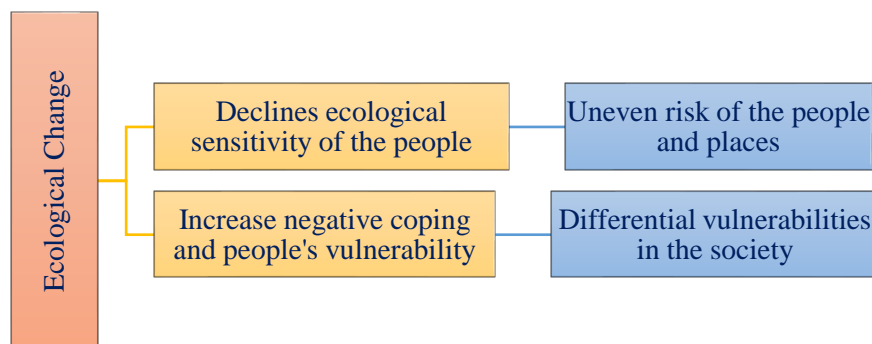 Ecological Change
Declines ecological
sensitivity of the people
Uneven risk of the people
and places
Increase negative coping
and people's vulnerability
Differential vulnerabilities
in the society